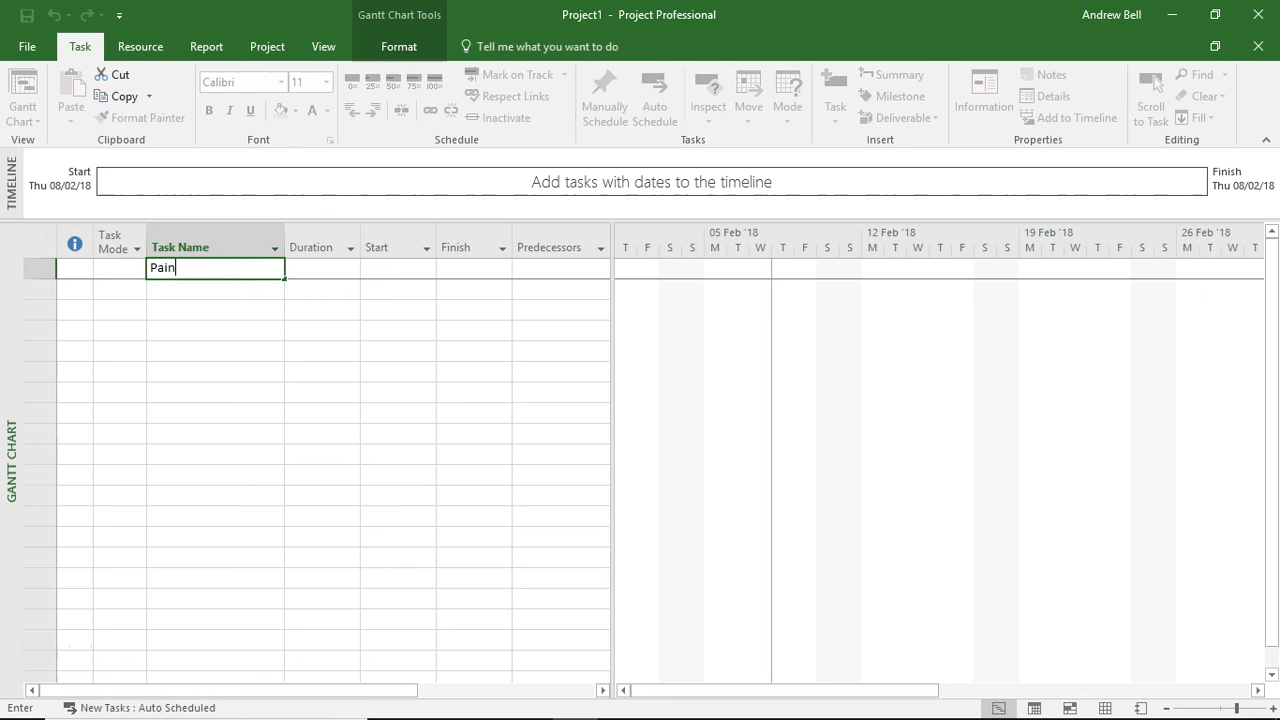 Gantt Chart Tools
Project1 - Project Professional
Andrew Bell
File Task Resource Report Project View Format Tell me what you want to do
Cut
Copy
Format Painter
Paste
Gantt Chart
View
Clipboard
Calibri 11
B I U A
Font
0% 25% 50% 75% 100%
Mark on Track
Respect Links
Inactivate
Schedule
Manually Schedule
Auto Schedule
Inspect
Move
Mode
Tasks
Task
Summary
Milestone
Deliverable
Insert
Information
Notes
Details
Add to Timeline
Properties
Scroll to Task
Find
Clear
Fill
Editing
TIMELINE
Start
Thu 08/02/18
Add tasks with dates to the timeline
Finish
Thu 08/02/18
Task Mode Task Name Duration Start Finish Predecessors
05 Feb '18 12 Feb '18 19 Feb '18 26 Feb '18
T F S S M T W T F S S M T W T F S S M T W T F S S M T W T
Pain
GANTT CHART
Enter New Tasks : Auto Scheduled